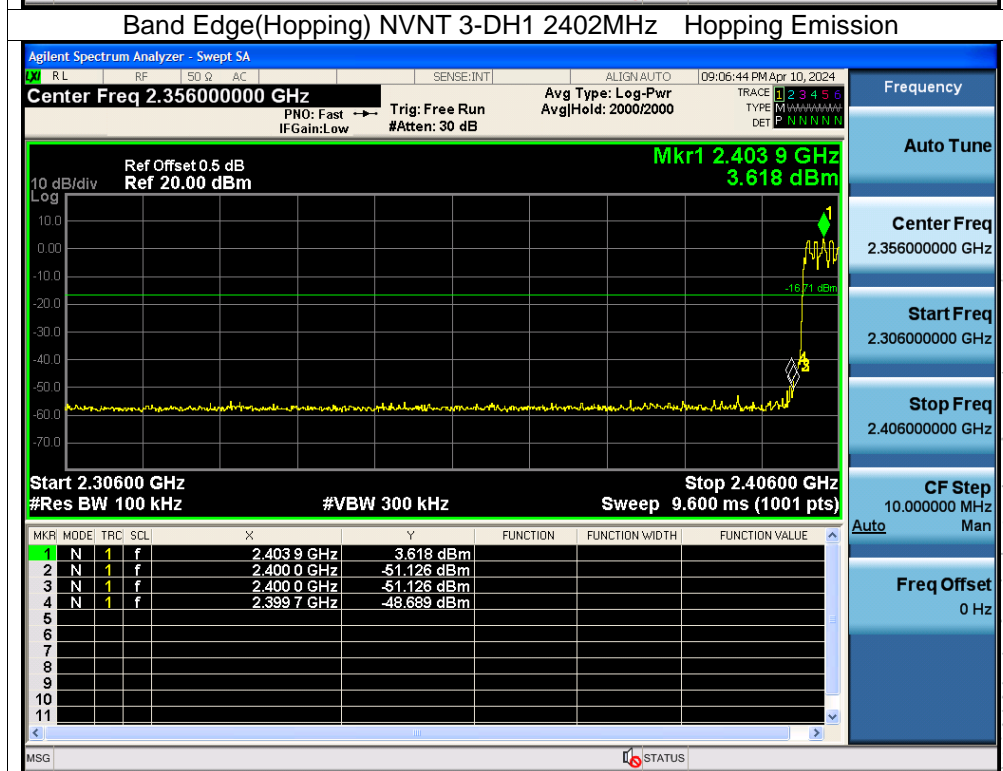 Band Edge(Hopping) NVNT 3-DH1 2402MHz Hopping Emission
Agilent Spectrum Analyzer - Swept SA
LXI RL RF 50 Ω AC SENSE:INT ALIGN AUTO 09:06:44 PM Apr 10, 2024
Center Freq 2.356000000 GHz
PNO: Fast
IFGain:Low
Trig: Free Run
#Atten: 30 dB
Avg Type: Log-Pwr
Avg|Hold: 2000/2000
TRACE 1 2 3 4 5 6
TYPE M
DET P N N N N N
Mkr1 2.403 9 GHz
3.618 dBm
Ref Offset 0.5 dB
10 dB/div Ref 20.00 dBm
Log
10.0
0.00
-10.0
-20.0
-30.0
-40.0
-50.0
-60.0
-70.0
1
-16.71 dBm
4
3
Start 2.30600 GHz Stop 2.40600 GHz
#Res BW 100 kHz #VBW 300 kHz Sweep 9.600 ms (1001 pts)
MKR MODE TRC SCL X Y FUNCTION FUNCTION WIDTH FUNCTION VALUE
1 N 1 f 2.403 9 GHz 3.618 dBm
2 N 1 f 2.400 0 GHz -51.126 dBm
3 N 1 f 2.400 0 GHz -51.126 dBm
4 N 1 f 2.399 7 GHz -48.689 dBm
5
6
7
8
9
10
11
MSG STATUS
Frequency
Auto Tune
Center Freq
2.356000000 GHz
Start Freq
2.306000000 GHz
Stop Freq
2.406000000 GHz
CF Step
10.000000 MHz
Auto Man
Freq Offset
0 Hz